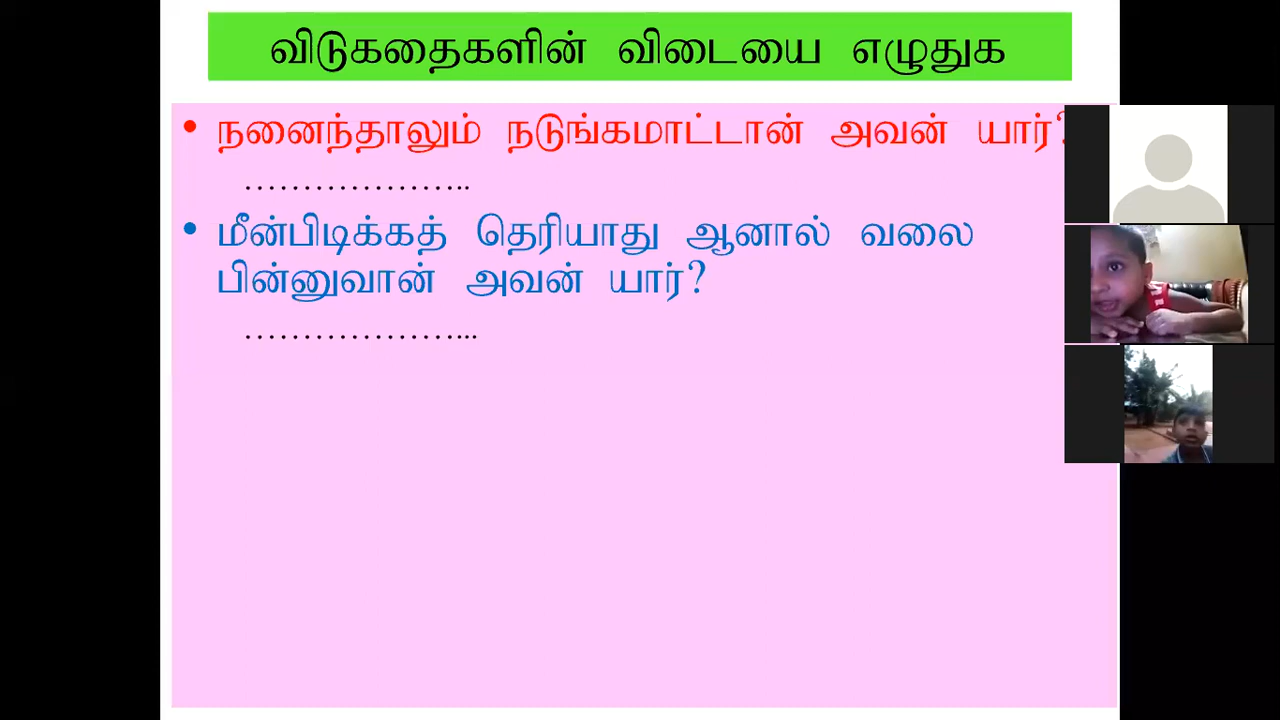 விடுகதைகளின் விடையை எழுதுக
• நனைந்தாலும் நடுங்கமாட்டான் அவன் யார்?
………………..
• மீன்பிடிக்கத் தெரியாது ஆனால் வலை
பின்னுவான் அவன் யார்?
………………...